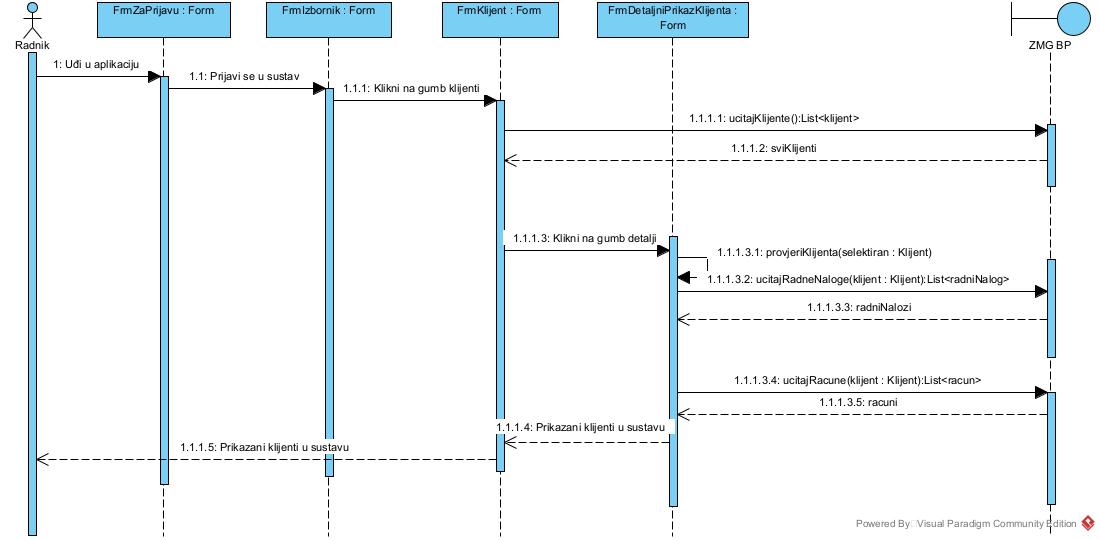 FrmZaPrijavu : Form
FrmIzbornik : Form
FrmKlijent : Form
FrmDetaljniPrikazKlijenta :
Form
Radnik
ZMG BP
1: Uđi u aplikaciju
1.1: Prijavi se u sustav
1.1.1: Klikni na gumb klijenti
1.1.1.1: ucitajKlijente():List<klijent>
1.1.1.2: sviKlijenti
1.1.1.3: Klikni na gumb detalji
1.1.1.3.1: provjeriKlijenta(selektiran : Klijent)
1.1.1.3.2: ucitajRadneNaloge(klijent : Klijent):List<radniNalog>
1.1.1.3.3: radniNalozi
1.1.1.3.4: ucitajRacune(klijent : Klijent):List<racun>
1.1.1.3.5: racuni
1.1.1.4: Prikazani klijenti u sustavu
1.1.1.5: Prikazani klijenti u sustavu
Powered By Visual Paradigm Community Edition